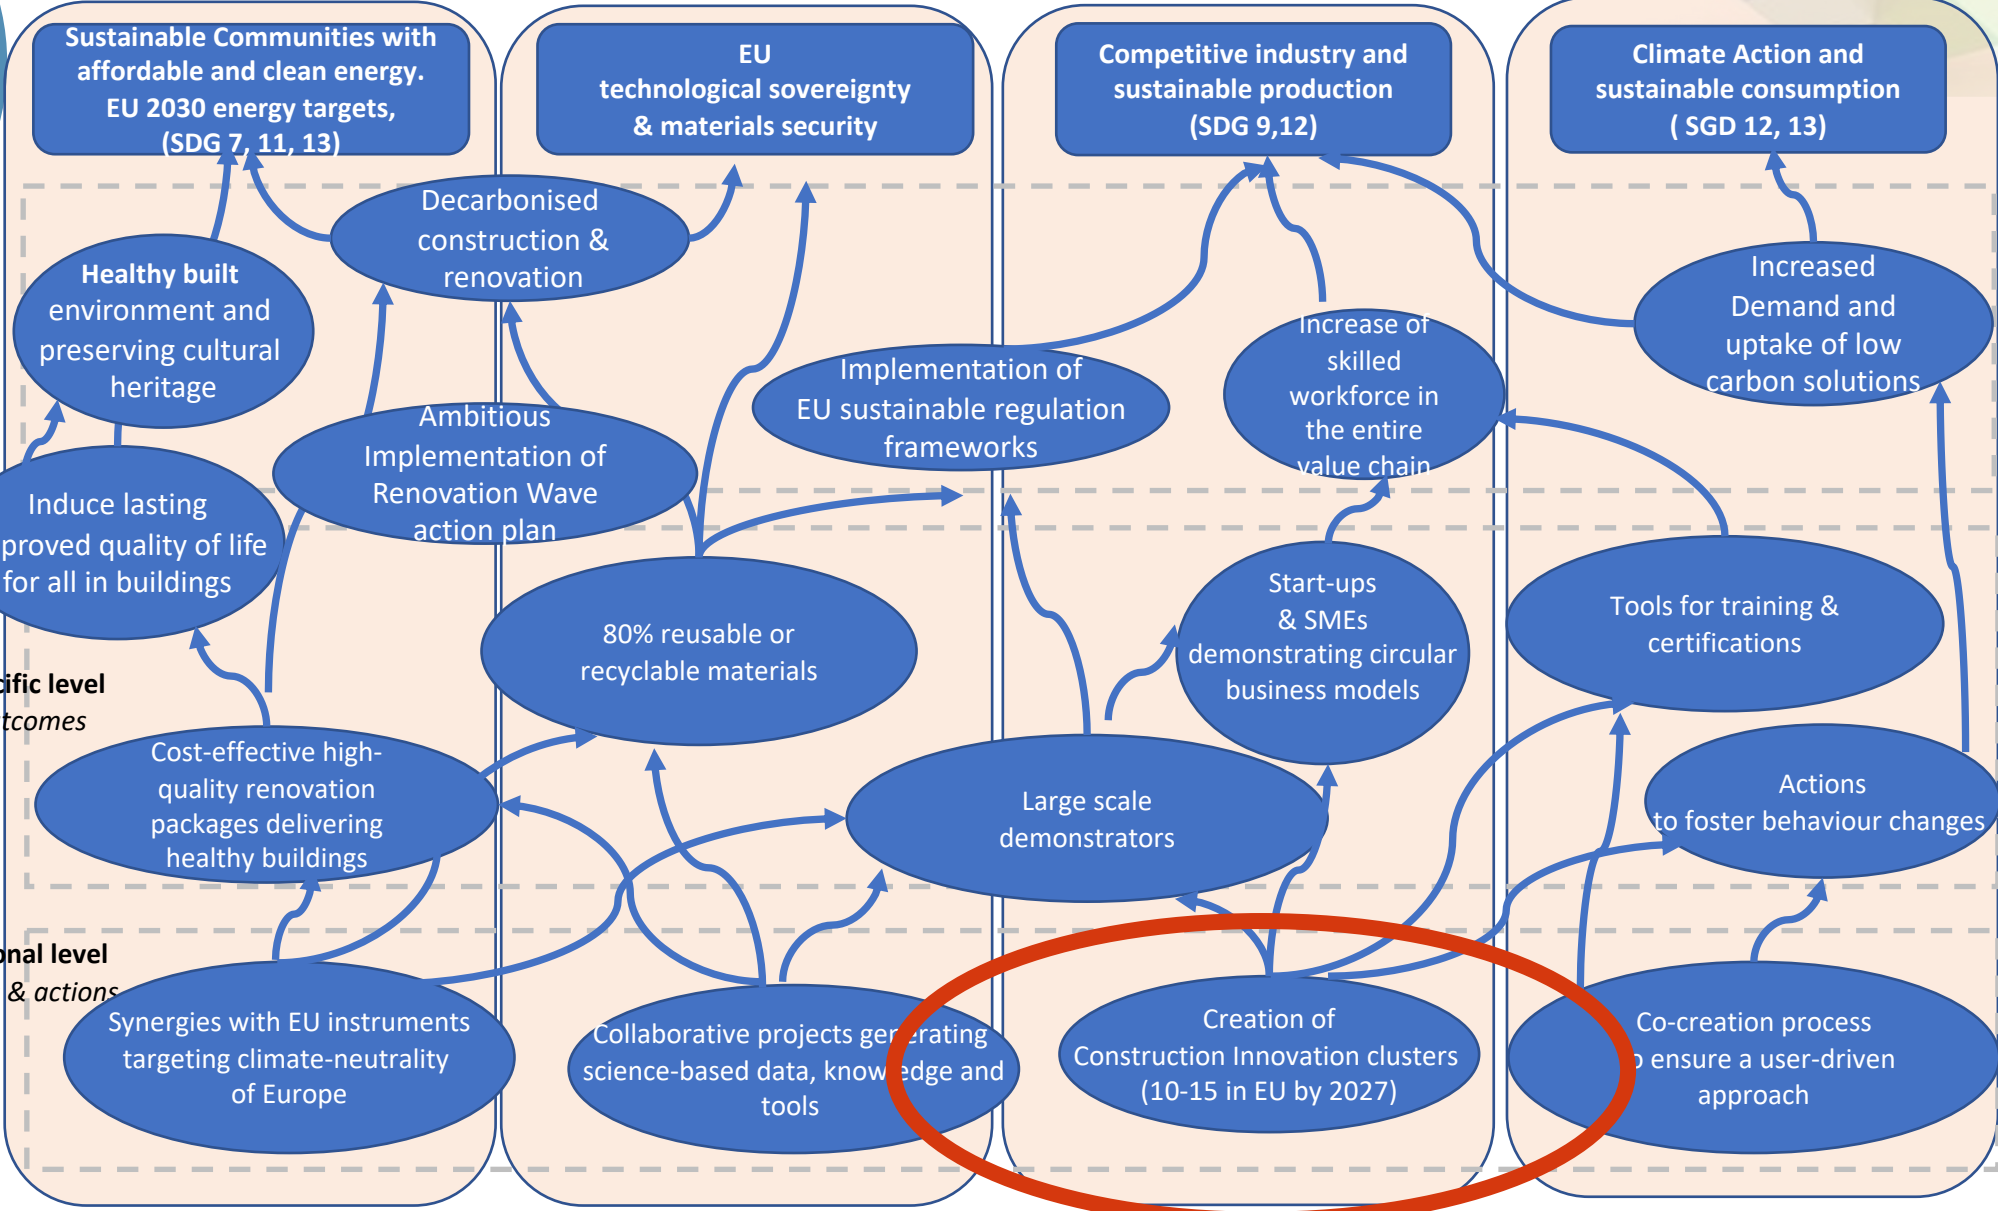 Sustainable Communities with
affordable and clean energy.
EU 2030 energy targets,
(SDG 7, 11, 13)
EU
technological sovereignty
& materials security
Competitive industry and
sustainable production
(SDG 9,12)
Climate Action and
sustainable consumption
( SGD 12, 13)
Decarbonised
construction &
renovation
Healthy built
environment and
preserving cultural
heritage
Increased
Demand and
uptake of low
carbon solutions
Implementation of
EU sustainable regulation
frameworks
Increase of
skilled
workforce in
the entire
value chain
Ambitious
Implementation of
Renovation Wave
action plan
Induce lasting
proved quality of life
for all in buildings
80% reusable or
recyclable materials
Start-ups
& SMEs
demonstrating circular
business models
Tools for training &
certifications
cific level
tcomes
Cost-effective high-
quality renovation
packages delivering
healthy buildings
Large scale
demonstrators
Actions
to foster behaviour changes
onal level
& actions
Synergies with EU instruments
targeting climate-neutrality
of Europe
Collaborative projects generating
science-based data, knowledge and
tools
Creation of
Construction Innovation clusters
(10-15 in EU by 2027)
Co-creation process
ensure a user-driven
approach